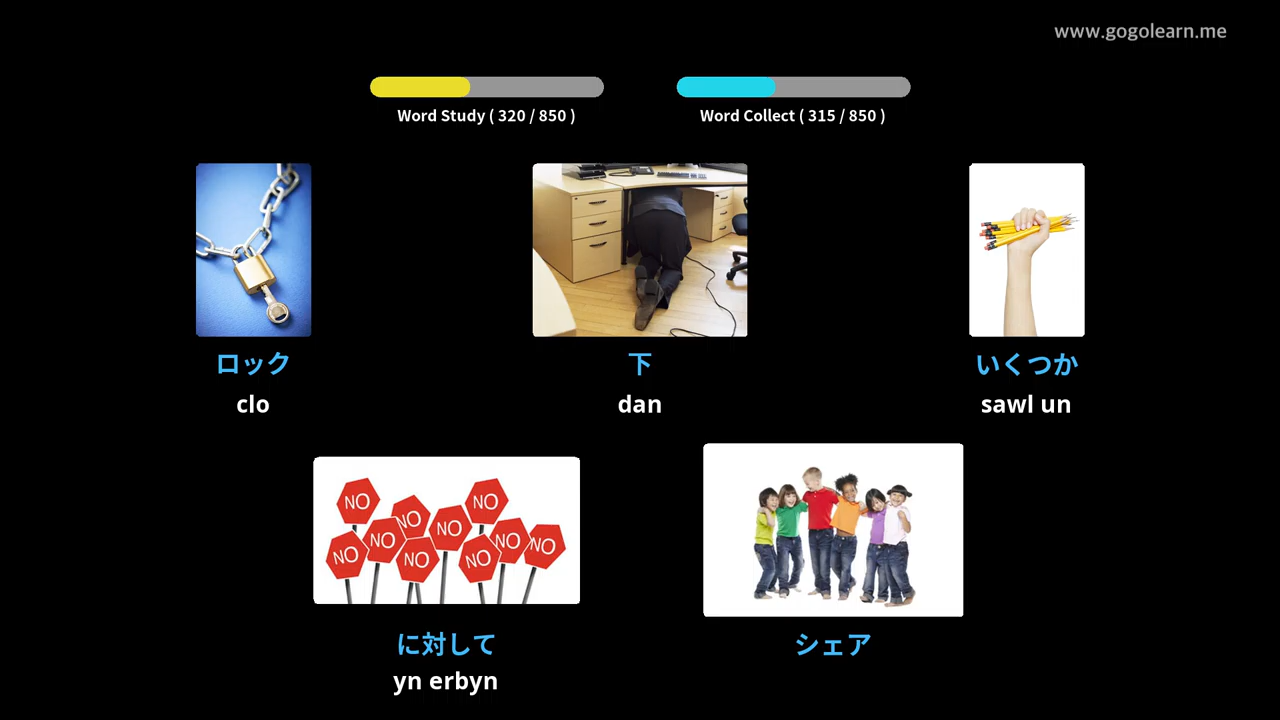 www.gogolearn.me
Word Study ( 320 / 850 )
Word Collect ( 315 / 850 )
ロック
clo
下
dan
いくつか
sawl un
NO
NO
NO
NO
NO
NO
NO
NO
NO
NO
に対して
yn erbyn
シェア